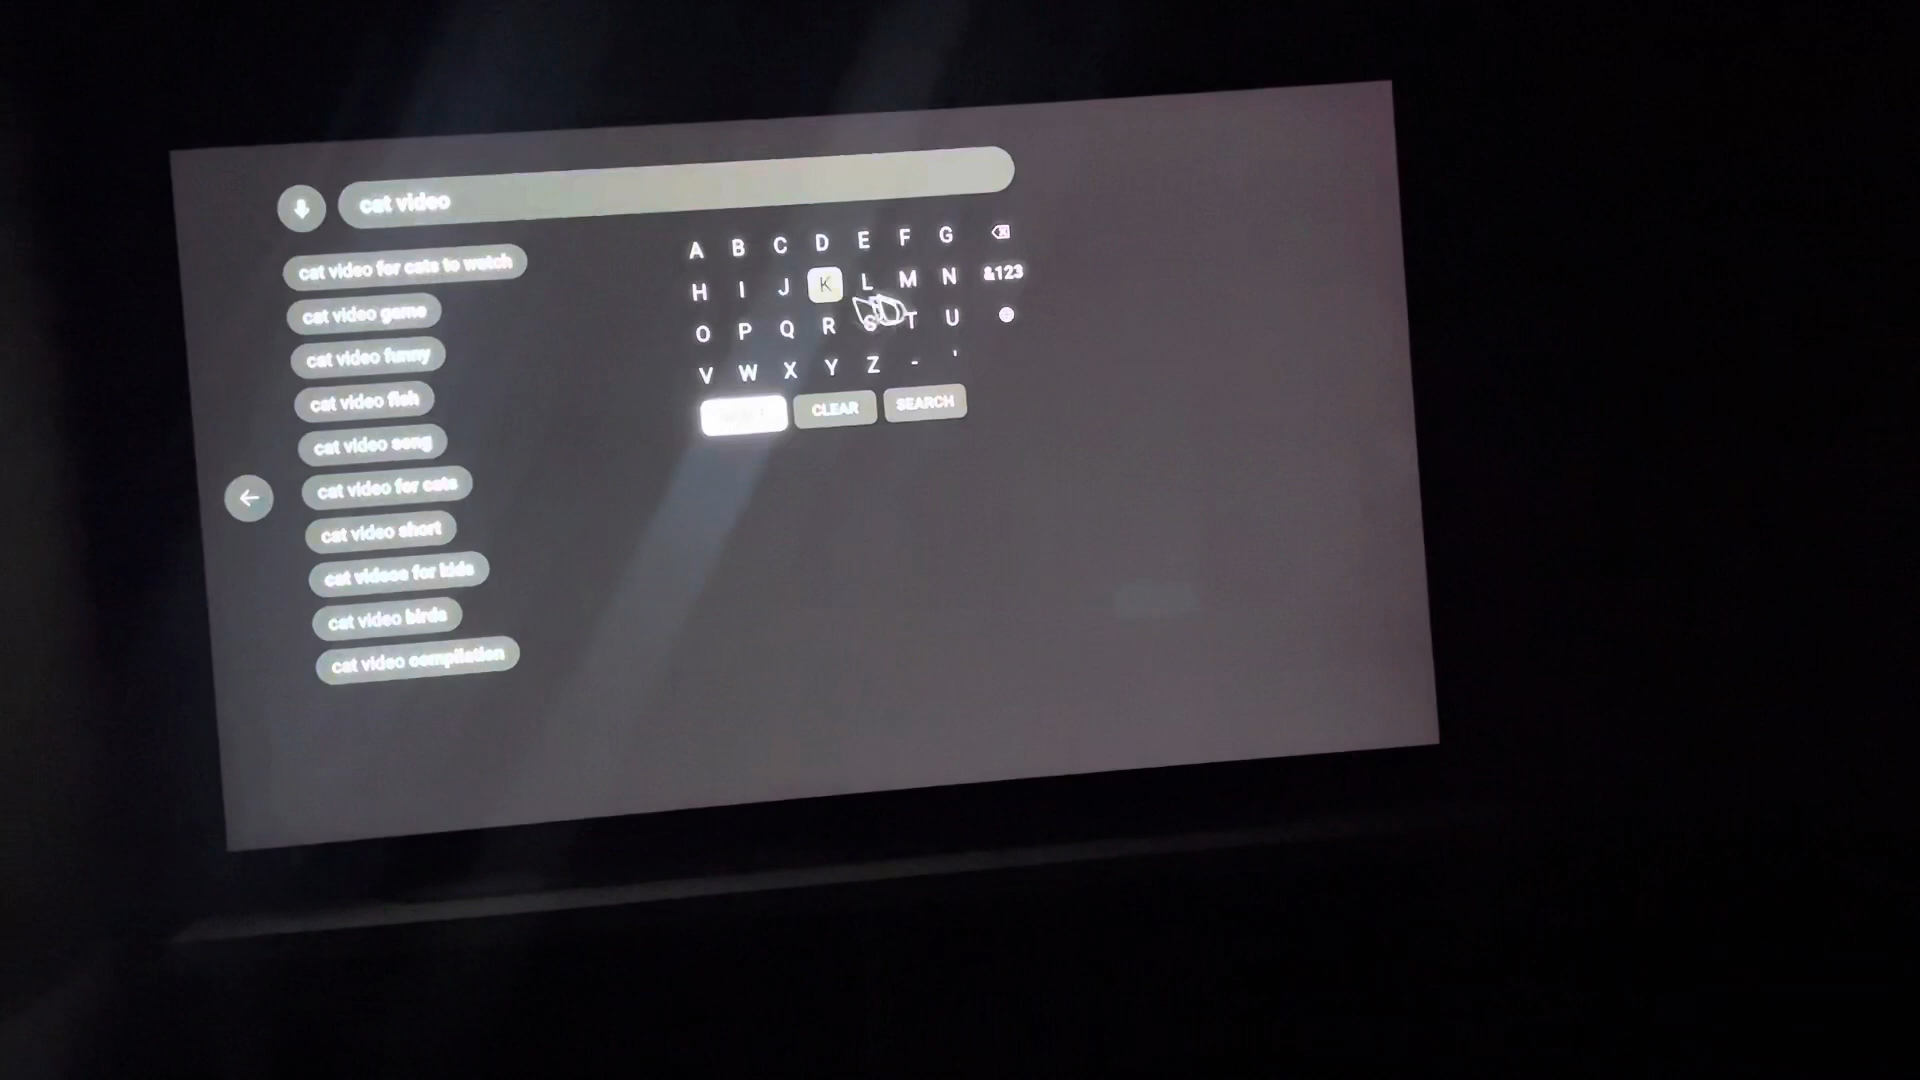 cat video
cat video for cats to watch
cat video game
cat video funny
cat video fish
cat video song
cat video for cats
cat video short
cat videos for kids
cat video birds
cat video compilation
A B C D E F G
H I J K L M N &123
O P Q R S T U
V W X Y Z - '
CLEAR SEARCH